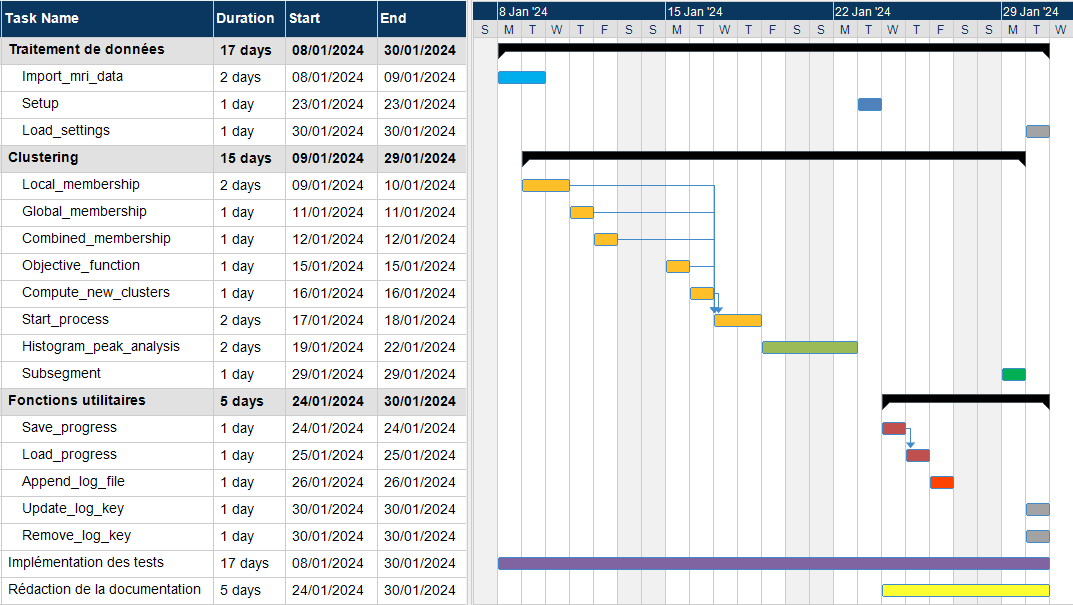 Task Name Duration Start End 8 Jan '24 15 Jan '24 22 Jan '24 29 Jan '24
S M T W T F S S M T W T F S S M T W T F S S M T W
Traitement de données 17 days 08/01/2024 30/01/2024
Import_mri_data 2 days 08/01/2024 09/01/2024
Setup 1 day 23/01/2024 23/01/2024
Load_settings 1 day 30/01/2024 30/01/2024
Clustering 15 days 09/01/2024 29/01/2024
Local_membership 2 days 09/01/2024 10/01/2024
Global_membership 1 day 11/01/2024 11/01/2024
Combined_membership 1 day 12/01/2024 12/01/2024
Objective_function 1 day 15/01/2024 15/01/2024
Compute_new_clusters 1 day 16/01/2024 16/01/2024
Start_process 2 days 17/01/2024 18/01/2024
Histogram_peak_analysis 2 days 19/01/2024 22/01/2024
Subsegment 1 day 29/01/2024 29/01/2024
Fonctions utilitaires 5 days 24/01/2024 30/01/2024
Save_progress 1 day 24/01/2024 24/01/2024
Load_progress 1 day 25/01/2024 25/01/2024
Append_log_file 1 day 26/01/2024 26/01/2024
Update_log_key 1 day 30/01/2024 30/01/2024
Remove_log_key 1 day 30/01/2024 30/01/2024
Implémentation des tests 17 days 08/01/2024 30/01/2024
Rédaction de la documentation 5 days 24/01/2024 30/01/2024